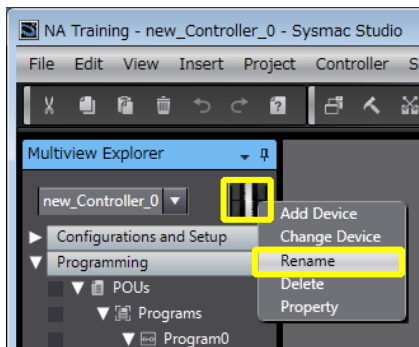 NA Training - new_Controller_0 - Sysmac Studio
File Edit View Insert Project Controller S
Multiview Explorer
new_Controller_0
Add Device
Configurations and Setup
Change Device
Programming
Rename
POUs
Delete
Programs
Property
Program0